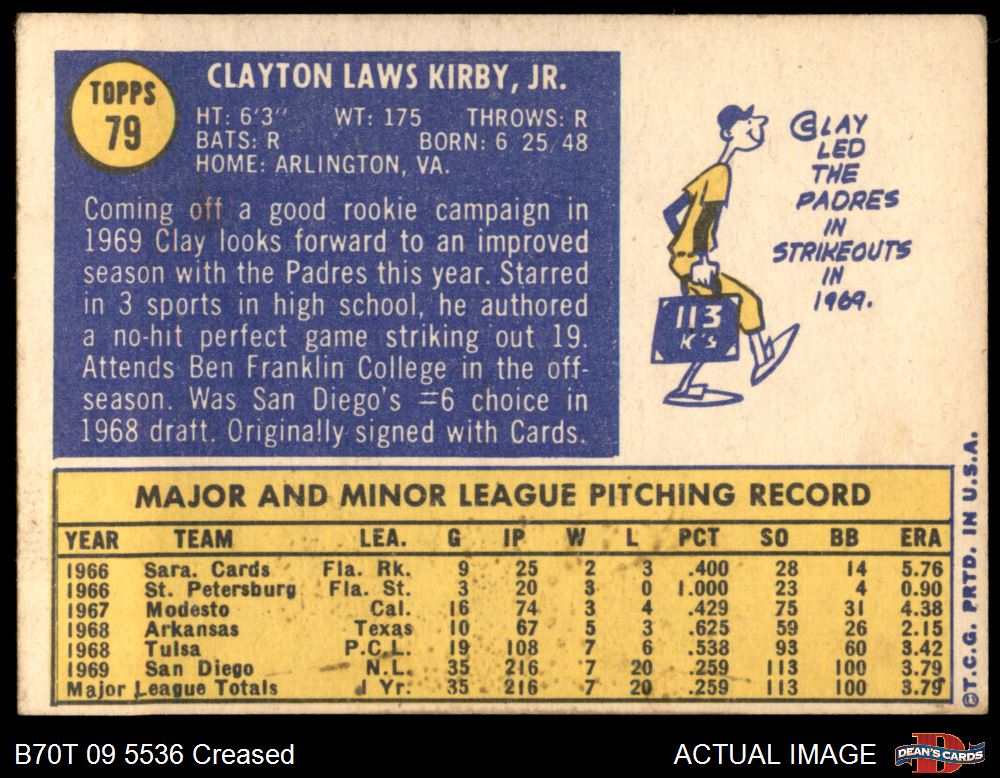 TOPPS
79
CLAYTON LAWS KIRBY, JR.
HT: 6'3" WT: 175 THROWS: R
BATS: R BORN: 6 25 48
HOME: ARLINGTON, VA.
Coming off a good rookie campaign in
1969 Clay looks forward to an improved
season with the Padres this year. Starred
in 3 sports in high school, he authored
a no-hit perfect game striking out 19.
Attends Ben Franklin College in the off-
season. Was San Diego's #6 choice in
1968 draft. Originally signed with Cards.
CLAY
LED
THE
PADRES
IN
STRIKEOUTS
IN
1969.
113
K's
MAJOR AND MINOR LEAGUE PITCHING RECORD
YEAR TEAM LEA. G IP W L PCT SO BB ERA
1966 Sara. Cards Fla. Rk. 9 25 2 3 .400 28 14 5.76
1966 St. Petersburg Fla. St. 3 20 3 0 1.000 23 4 0.90
1967 Modesto Cal. 16 74 3 4 .429 75 31 4.38
1968 Arkansas Texas 10 67 5 3 .625 59 26 2.15
1968 Tulsa P.C.L. 19 108 7 6 .538 93 60 3.42
1969 San Diego N.L. 35 216 7 20 .259 113 100 3.79
Major League Totals 1 Yr. 35 216 7 20 .259 113 100 3.79
©T.C.G. PRTD. IN U.S.A.
B70T 09 5536 Creased
ACTUAL IMAGE
DEAN'S CARDS